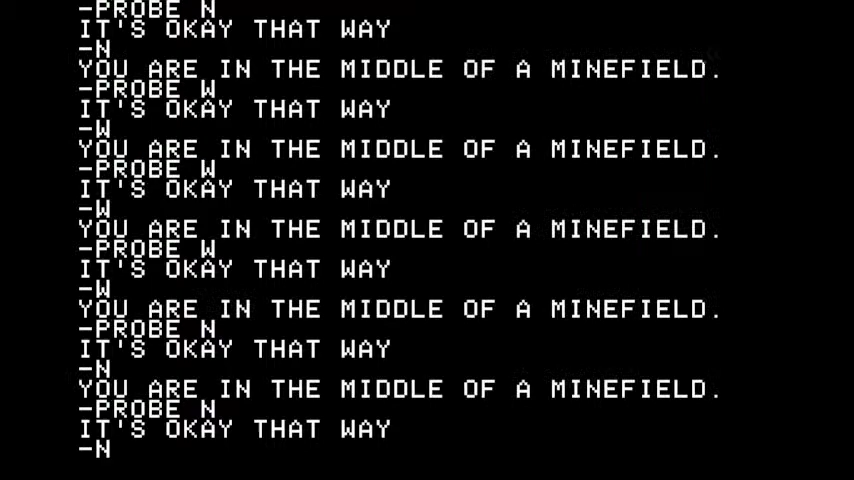 -PROBE N
IT'S OKAY THAT WAY
-N
YOU ARE IN THE MIDDLE OF A MINEFIELD.
-PROBE W
IT'S OKAY THAT WAY
-W
YOU ARE IN THE MIDDLE OF A MINEFIELD.
-PROBE W
IT'S OKAY THAT WAY
-W
YOU ARE IN THE MIDDLE OF A MINEFIELD.
-PROBE W
IT'S OKAY THAT WAY
-W
YOU ARE IN THE MIDDLE OF A MINEFIELD.
-PROBE N
IT'S OKAY THAT WAY
-N
YOU ARE IN THE MIDDLE OF A MINEFIELD.
-PROBE N
IT'S OKAY THAT WAY
-N